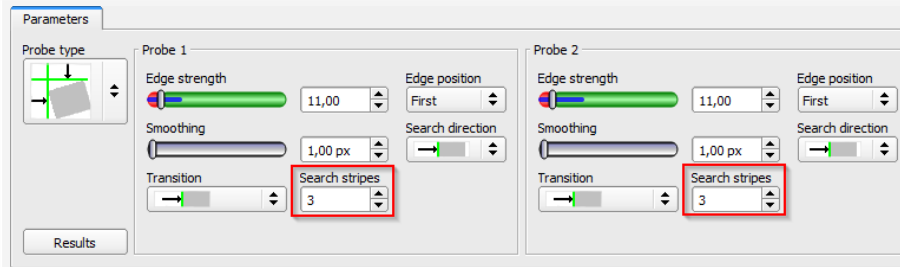 Parameters
Probe type
Probe 1
Probe 2
Edge strength
Edge position
Edge strength
Edge position
11,00
First
11,00
First
Smoothing
Search direction
Smoothing
Search direction
1,00 px
1,00 px
Transition
Search stripes
Transition
Search stripes
3
3
Results